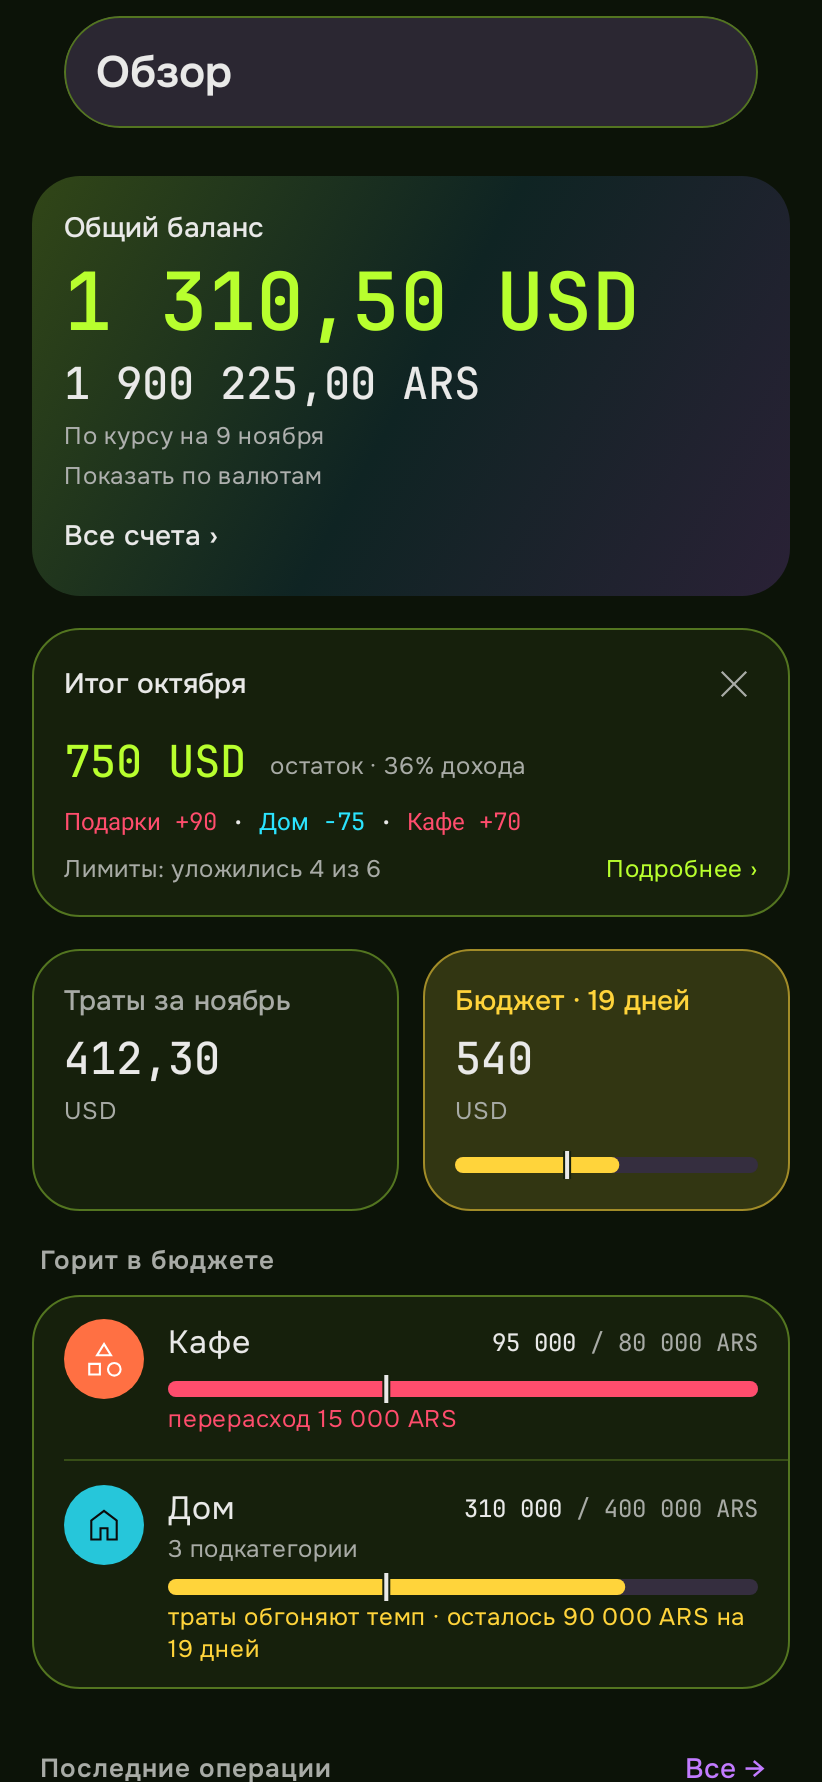 Обзор
Общий баланс
1 310,50 USD
1 900 225,00 ARS
По курсу на 9 ноября
Показать по валютам
Все счета ›
Итог октября
750 USD остаток · 36% дохода
Подарки +90 · Дом -75 · Кафе +70
Лимиты: уложились 4 из 6 Подробнее ›
Траты за ноябрь
412,30
USD
Бюджет · 19 дней
540
USD
Горит в бюджете
Кафе 95 000 / 80 000 ARS
перерасход 15 000 ARS
Дом 310 000 / 400 000 ARS
3 подкатегории
траты обгоняют темп · осталось 90 000 ARS на
19 дней
Последние операции Все →